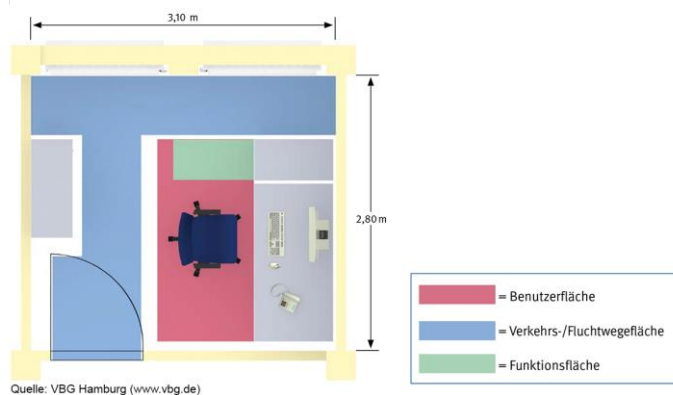 3,10 m
2,80 m
= Benutzerfläche
= Verkehrs-/Fluchtwegefläche
= Funktionsfläche
Quelle: VBG Hamburg (www.vbg.de)